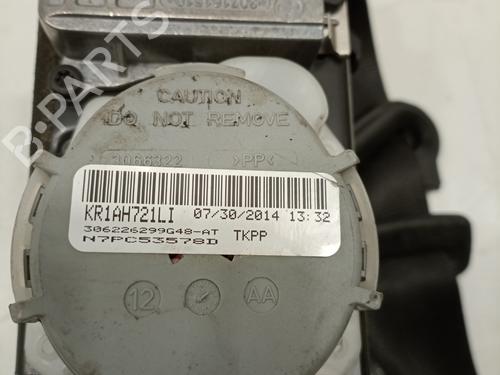 CAUTION
DO NOT REMOVE
3066322 >PP<
KR1AH721LI 07/30/2014 13:32
306226299G48-AT TKPP
N7PC53578D
12 AA
B-PARTS